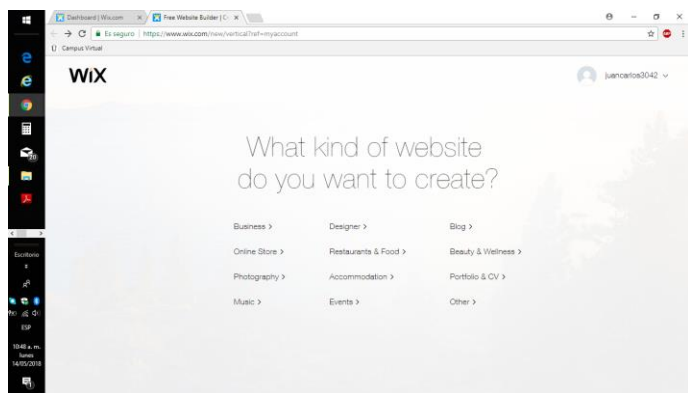 Dashboard | Wix.com
Free Website Builder | Cr
Es seguro | https://www.wix.com/new/vertical?ref=myaccount
Campus Virtual
WiX
juancarlos3042
What kind of website
do you want to create?
Business >
Designer >
Blog >
Online Store >
Restaurants & Food >
Beauty & Wellness >
Photography >
Accommodation >
Portfolio & CV >
Music >
Events >
Other >
20
Escritorio
ESP
10:48 a. m.
lunes
14/05/2018